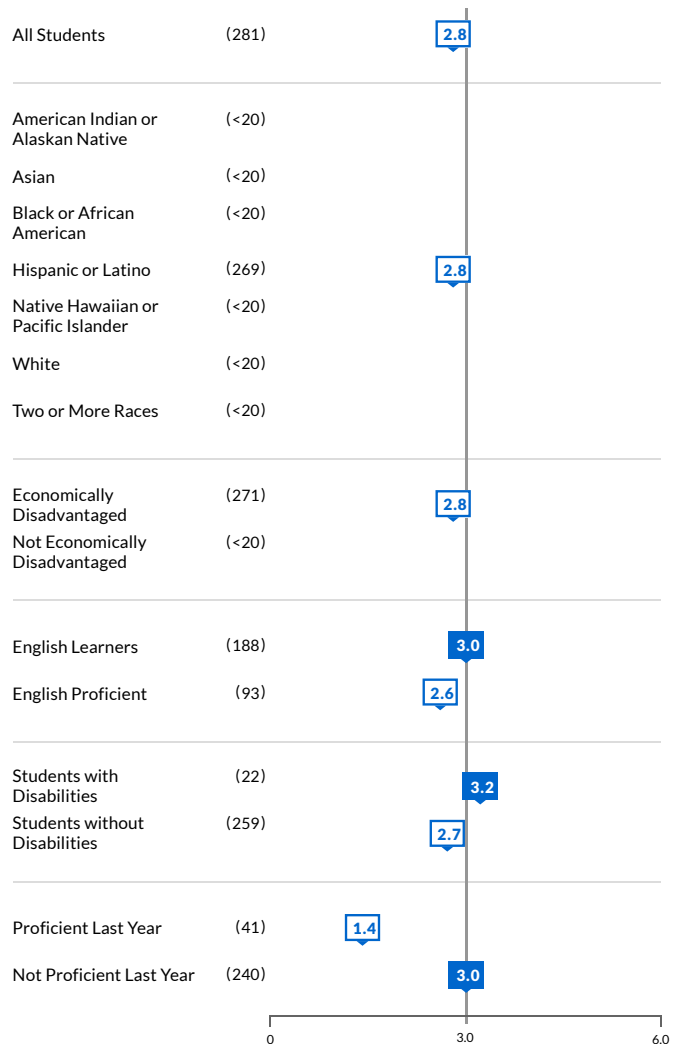 All Students (281) 2.8
American Indian or (<20)
Alaskan Native
Asian (<20)
Black or African (<20)
American
Hispanic or Latino (269) 2.8
Native Hawaiian or (<20)
Pacific Islander
White (<20)
Two or More Races (<20)
Economically (271) 2.8
Disadvantaged
Not Economically (<20)
Disadvantaged
English Learners (188) 3.0
English Proficient (93) 2.6
Students with (22) 3.2
Disabilities
Students without (259) 2.7
Disabilities
Proficient Last Year (41) 1.4
Not Proficient Last Year (240) 3.0
0 3.0 6.0